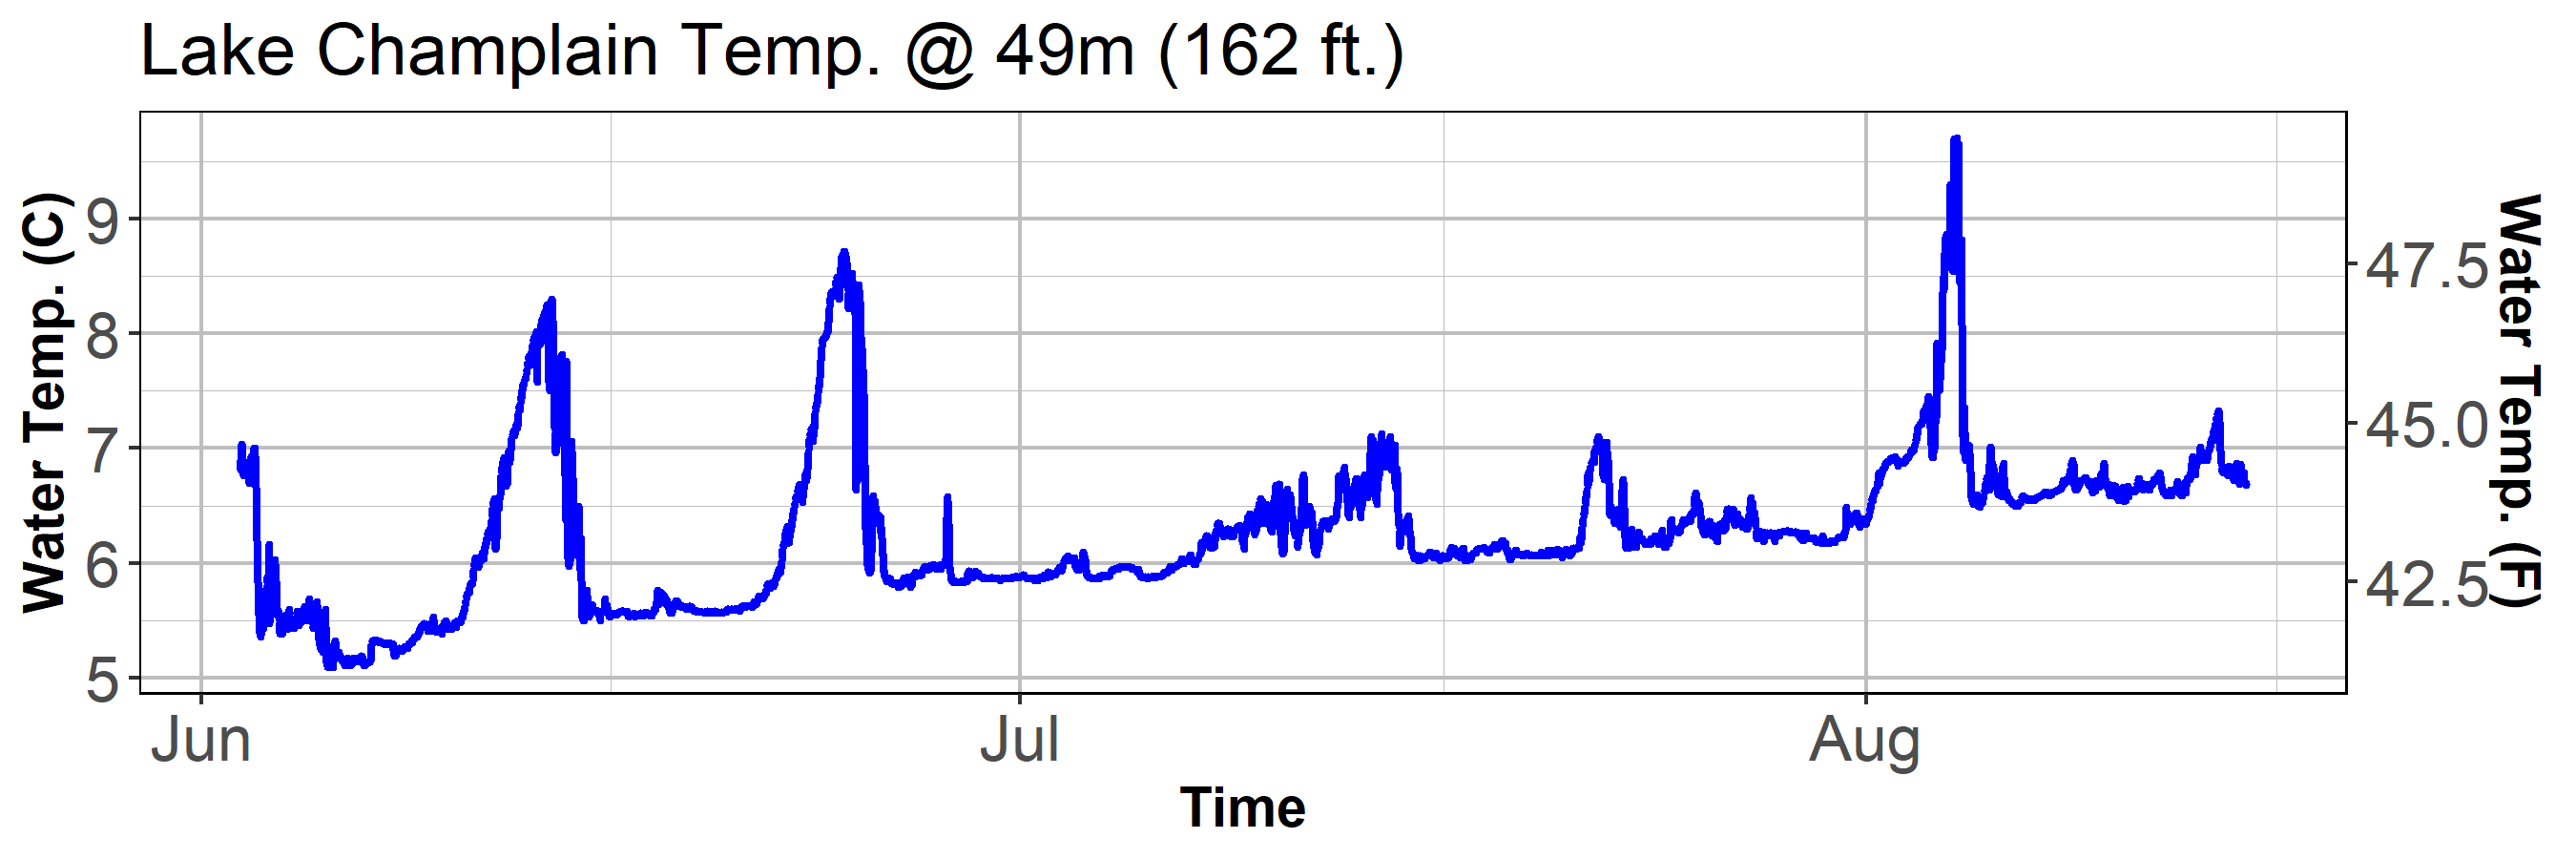 Lake Champlain Temp. @ 49m (162 ft.)
Water Temp. (C)
9
8
7
6
5
47.5
45.0
42.5
Water Temp. (F)
Jun Jul Aug
Time